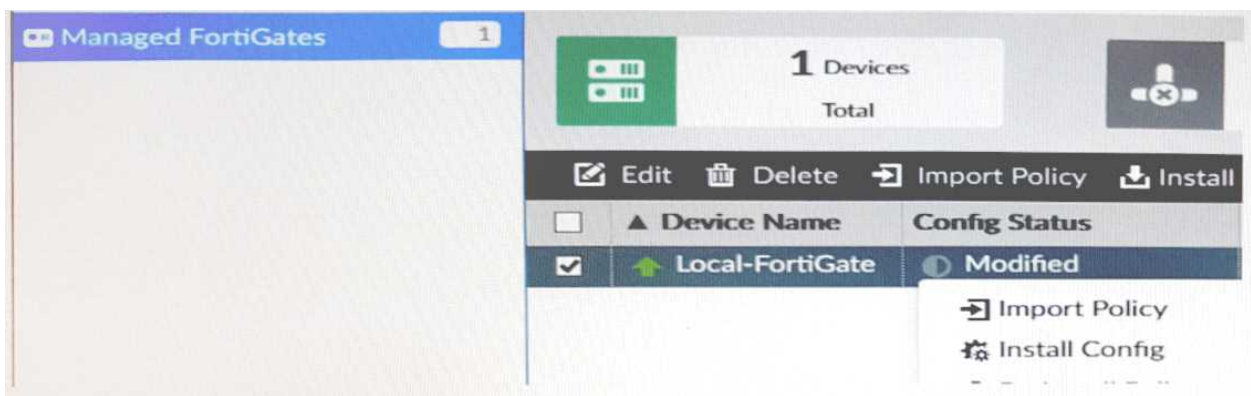 Managed FortiGates 1
1 Devices
Total
Edit Delete Import Policy Install
Device Name Config Status
Local-FortiGate Modified
Import Policy
Install Config